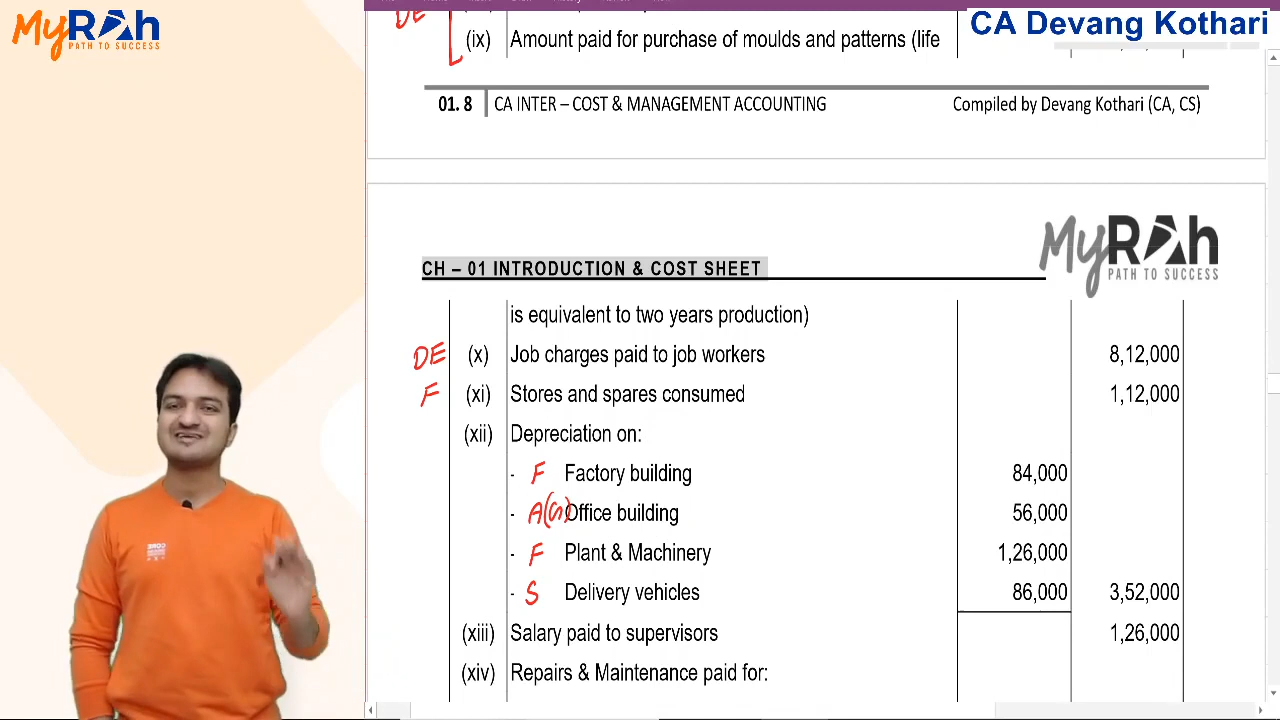 MyRAh
PATH TO SUCCESS
CA Devang Kothari
DE
(ix) Amount paid for purchase of moulds and patterns (life
01. 8 CA INTER – COST & MANAGEMENT ACCOUNTING Compiled by Devang Kothari (CA, CS)
MyRAh
PATH TO SUCCESS
CH – 01 INTRODUCTION & COST SHEET
is equivalent to two years production)
DE (x) Job charges paid to job workers 8,12,000
F (xi) Stores and spares consumed 1,12,000
(xii) Depreciation on:
- F Factory building 84,000
- A(G) Office building 56,000
- F Plant & Machinery 1,26,000
- S Delivery vehicles 86,000 3,52,000
(xiii) Salary paid to supervisors 1,26,000
(xiv) Repairs & Maintenance paid for: